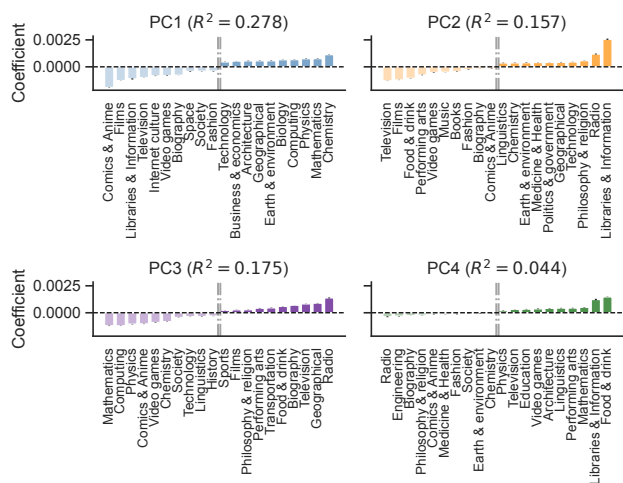 PC1 (R² = 0.278)
Coefficient
0.0025
0.0000
Comics & Anime
Films
Libraries & Information
Television
Internet culture
Video games
Biography
Space
Society
Fashion
Technology
Business & economics
Architecture
Geographical
Earth & environment
Biology
Computing
Physics
Mathematics
Chemistry
PC2 (R² = 0.157)
Television
Films
Food & drink
Performing arts
Video games
Music
Books
Fashion
Biography
Comics & Anime
Linguistics
Chemistry
Earth & environment
Medicine & Health
Politics & government
Geographical
Technology
Philosophy & religion
Radio
Libraries & Information
PC3 (R² = 0.175)
Coefficient
0.0025
0.0000
Mathematics
Computing
Physics
Comics & Anime
Video games
Chemistry
Society
Technology
Linguistics
History
Sports
Films
Philosophy & religion
Performing arts
Transportation
Food & drink
Biography
Television
Geographical
Radio
PC4 (R² = 0.044)
Radio
Engineering
Biography
Philosophy & religion
Comics & Anime
Medicine & Health
Fashion
Society
Earth & environment
Chemistry
Physics
Television
Education
Video games
Architecture
Linguistics
Performing arts
Mathematics
Libraries & Information
Food & drink